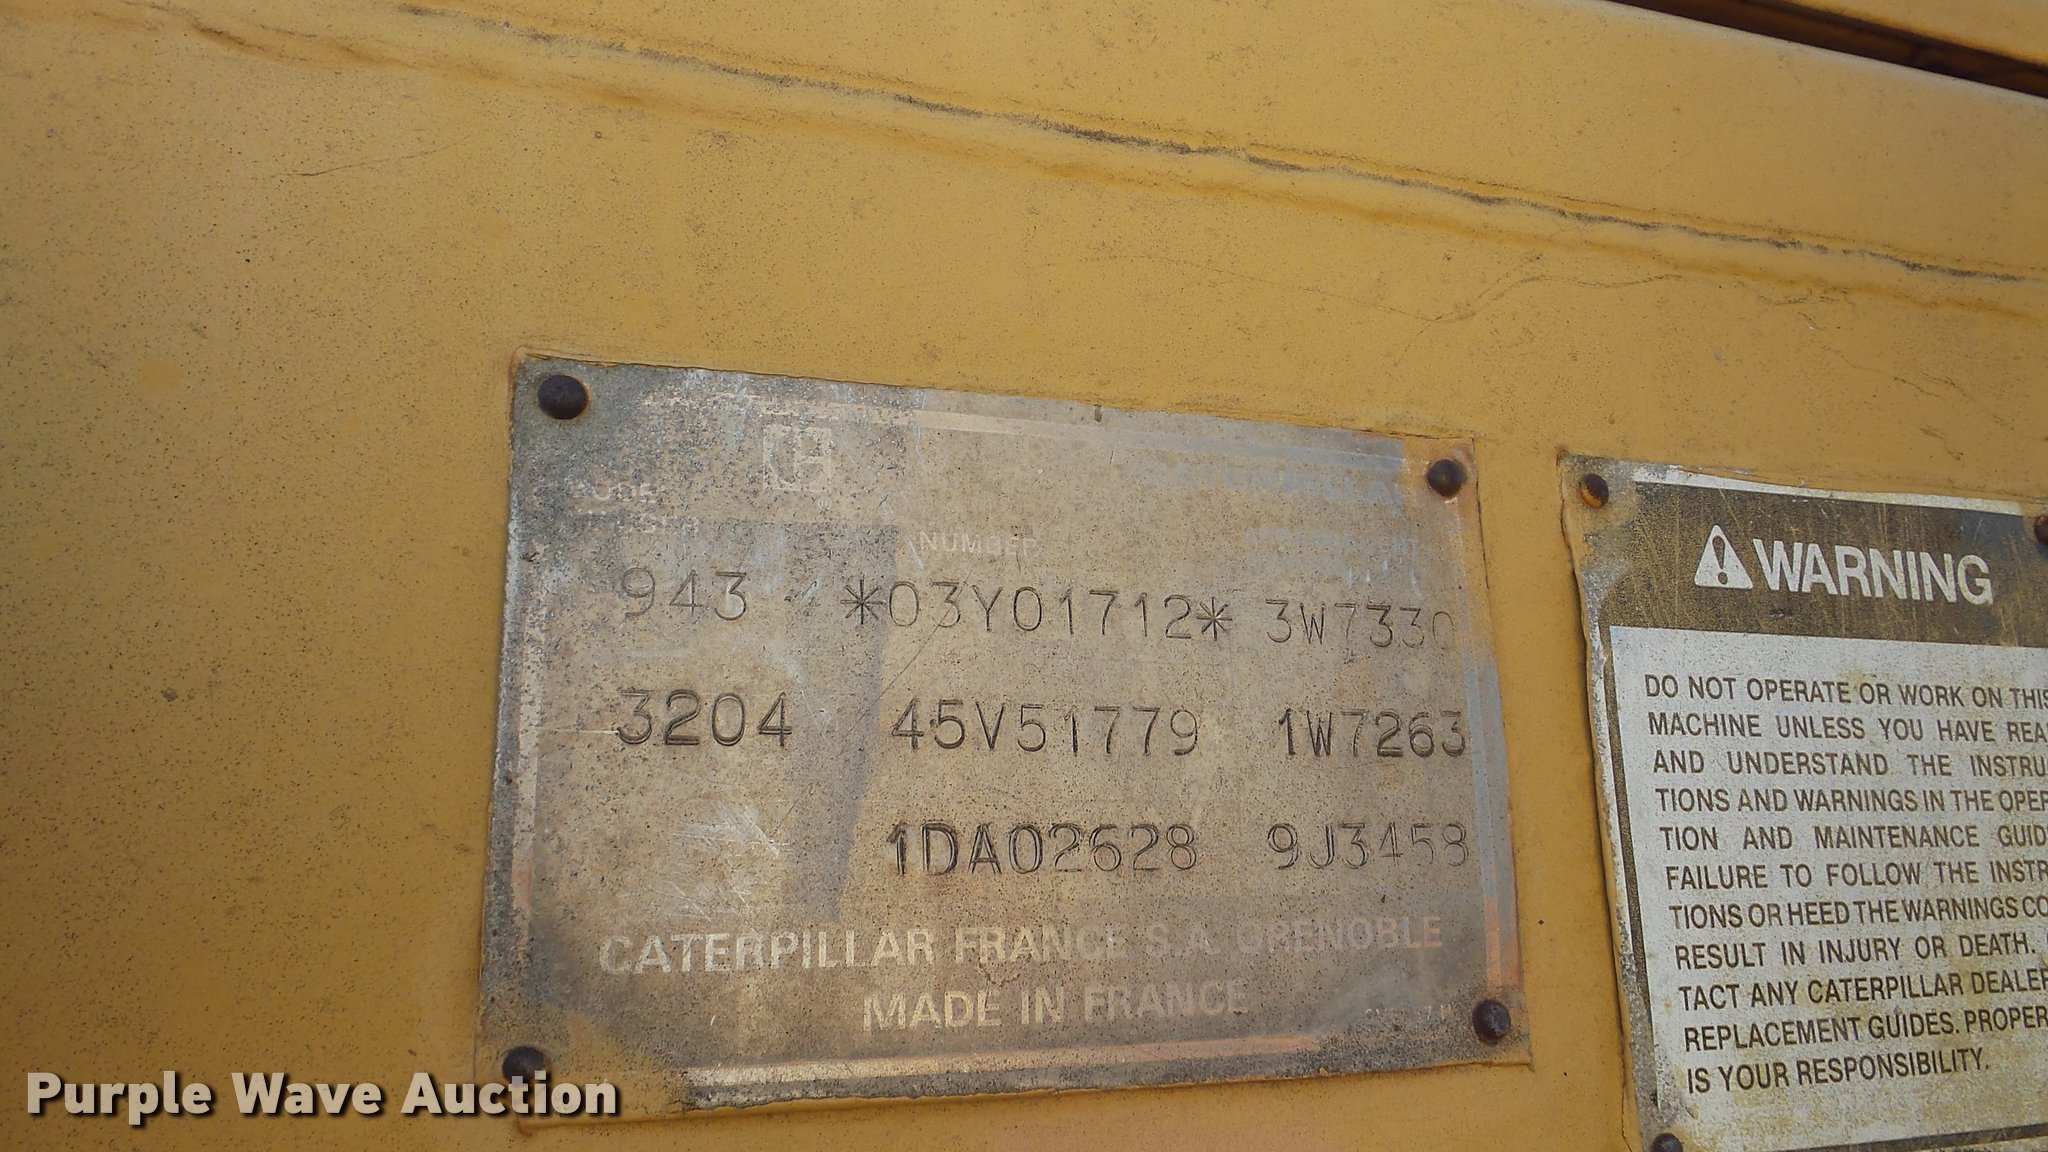 NUMBER
943 *03Y01712* 3W7330
3204 45V51779 1W7263
1DA02628 9J3458
CATERPILLAR FRANCE S.A. GRENOBLE
MADE IN FRANCE
WARNING
DO NOT OPERATE OR WORK ON THIS
MACHINE UNLESS YOU HAVE REA
AND UNDERSTAND THE INSTRU
TIONS AND WARNINGS IN THE OPER
TION AND MAINTENANCE GUID
FAILURE TO FOLLOW THE INSTR
TIONS OR HEED THE WARNINGS CO
RESULT IN INJURY OR DEATH.
TACT ANY CATERPILLAR DEALER
REPLACEMENT GUIDES. PROPER
IS YOUR RESPONSIBILITY.
Purple Wave Auction